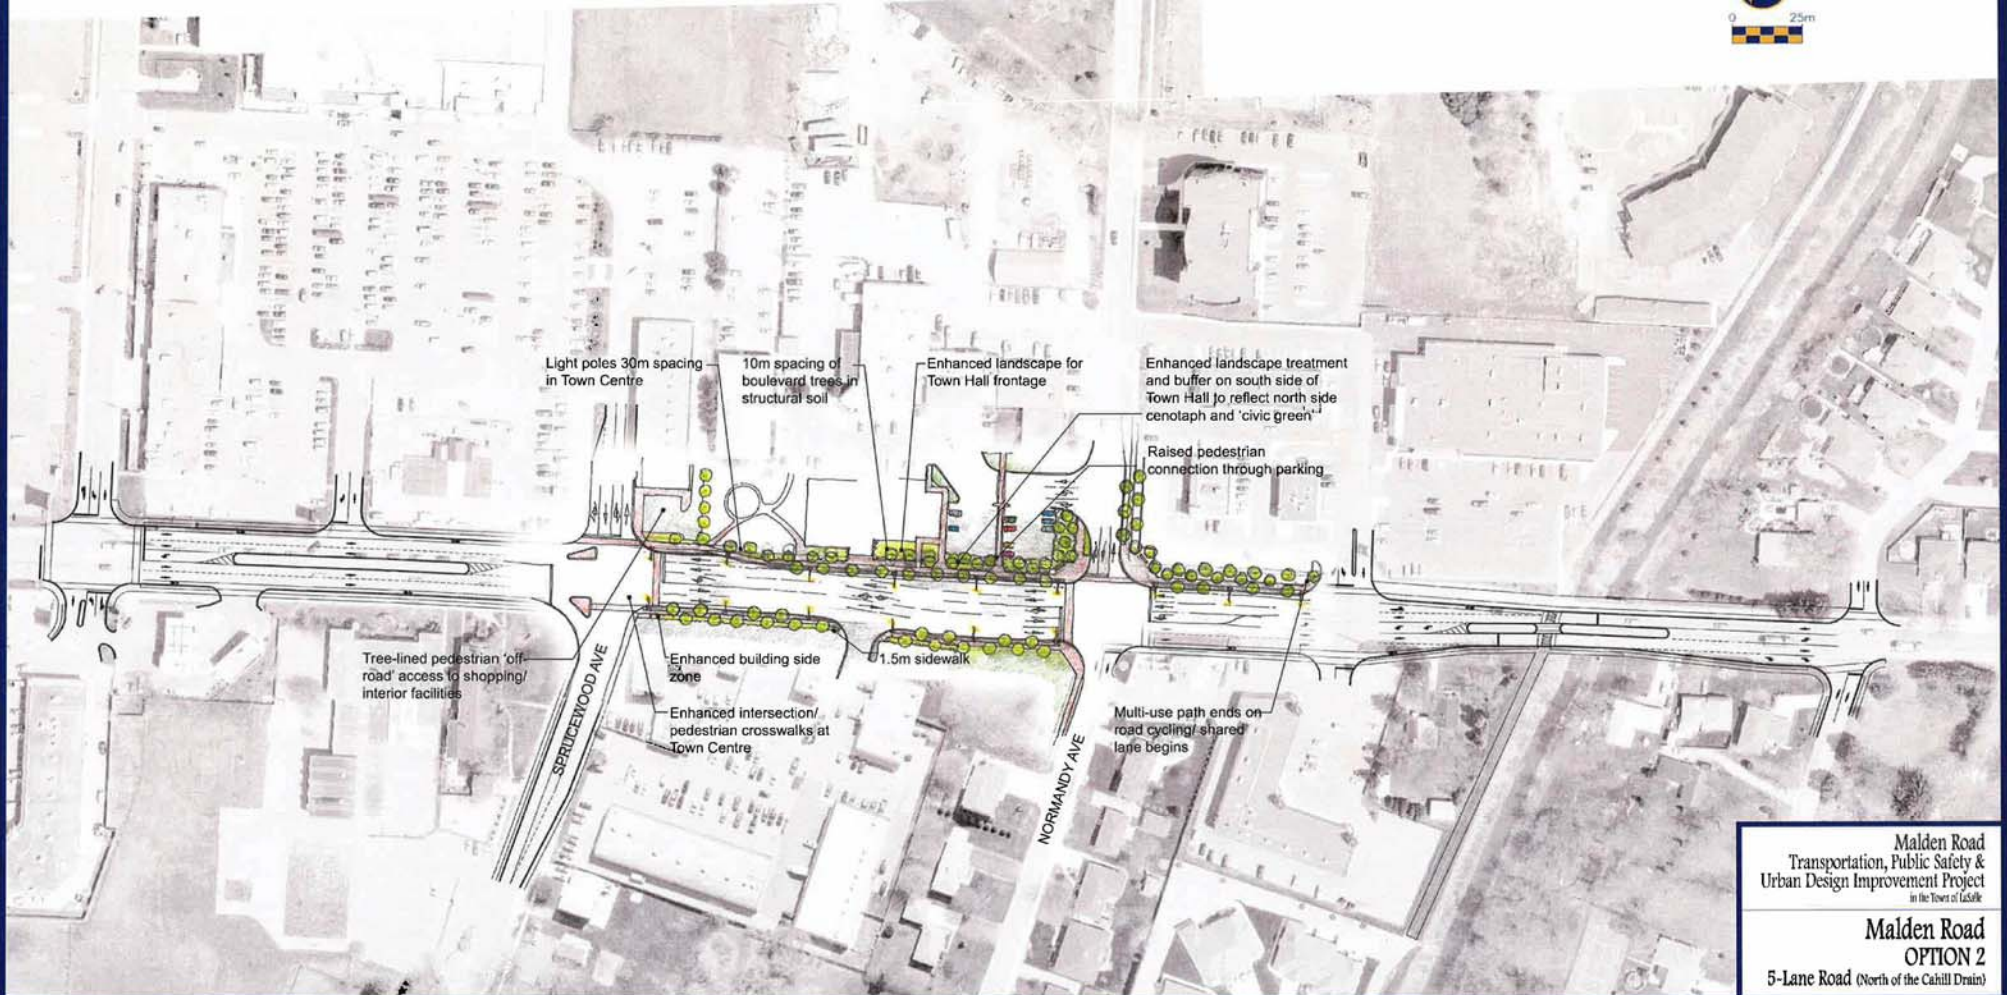 0 25m
Light poles 30m spacing
in Town Centre
10m spacing of
boulevard trees in
structural soil
Enhanced landscape for
Town Hall frontage
Enhanced landscape treatment
and buffer on south side of
Town Hall to reflect north side
cenotaph and 'civic green'
Raised pedestrian
connection through parking
Tree-lined pedestrian 'off-
road' access to shopping/
interior facilities
Enhanced building side
zone
1.5m sidewalk
Enhanced intersection/
pedestrian crosswalks at
Town Centre
Multi-use path ends on
road cycling/ shared
lane begins
SPRUCEWOOD AVE
NORMANDY AVE
Malden Road
Transportation, Public Safety &
Urban Design Improvement Project
in the Town of LaSalle
Malden Road
OPTION 2
5-Lane Road (North of the Cahill Drain)